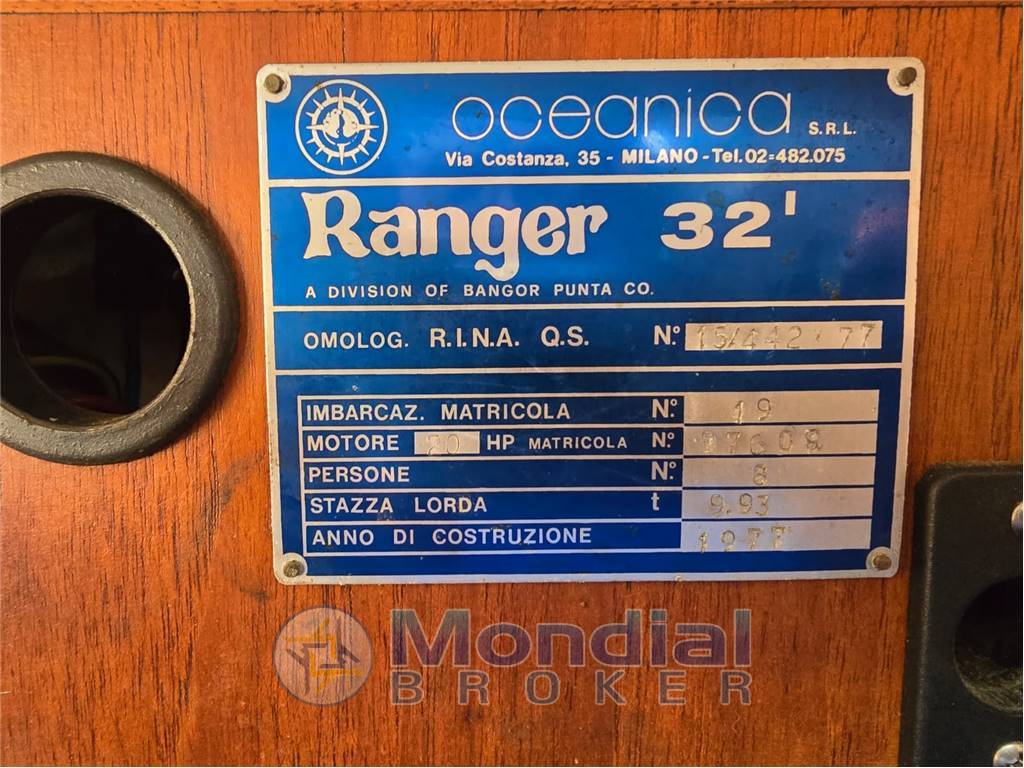 oceanica S.R.L.
Via Costanza, 35 - MILANO - Tel. 02=482.075
Ranger 32'
A DIVISION OF BANGOR PUNTA CO.
OMOLOG. R.I.N.A. Q.S. N.º 15/442·77
IMBARCAZ. MATRICOLA N.º 19
MOTORE 20 HP MATRICOLA N.º 27608
PERSONE N.º 8
STAZZA LORDA t 9.93
ANNO DI COSTRUZIONE 1977
Mondial
BROKER